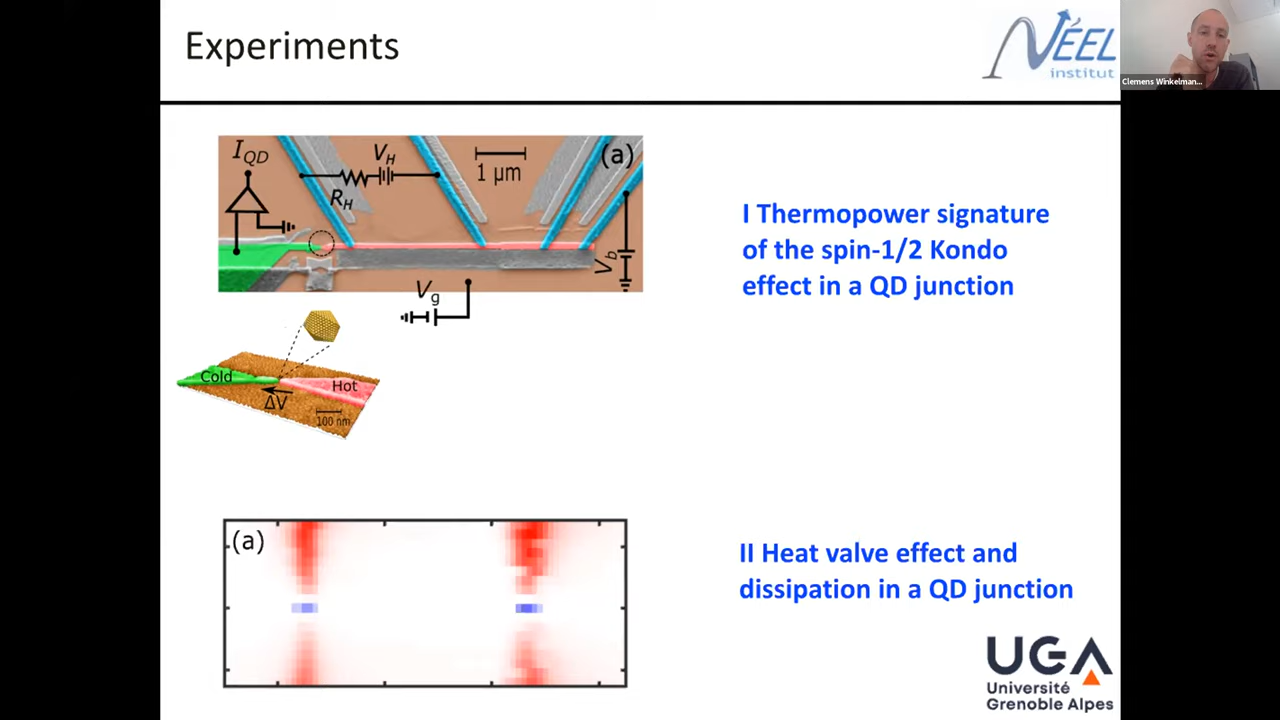 Experiments
NÉEL
institut
Clemens Winkelman...
I_QD
V_H
R_H
1 µm
(a)
V_b
V_g
Cold
Hot
ΔV
100 nm
I Thermopower signature
of the spin-1/2 Kondo
effect in a QD junction
(a)
II Heat valve effect and
dissipation in a QD junction
UGA
Université
Grenoble Alpes